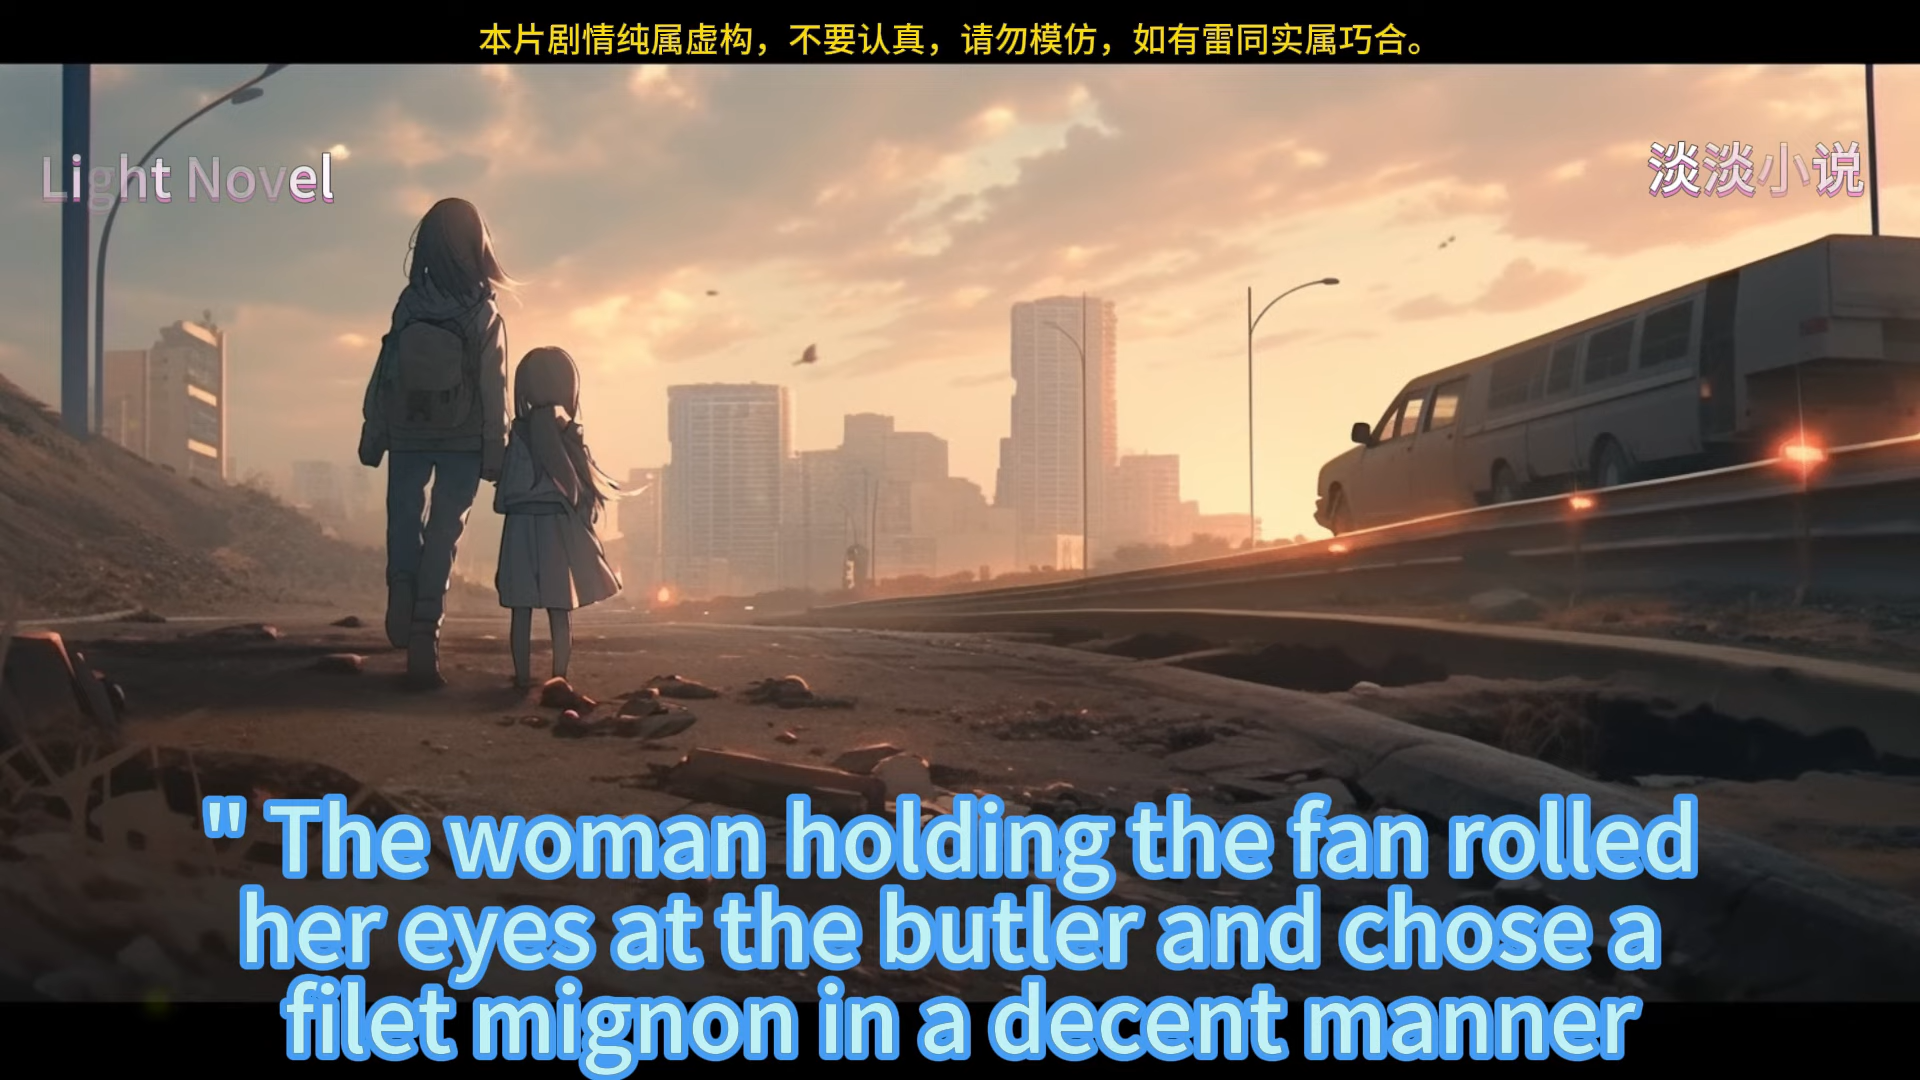 本片剧情纯属虚构，不要认真，请勿模仿，如有雷同实属巧合。
Light Novel
淡淡小说
" The woman holding the fan rolled
her eyes at the butler and chose a
filet mignon in a decent manner